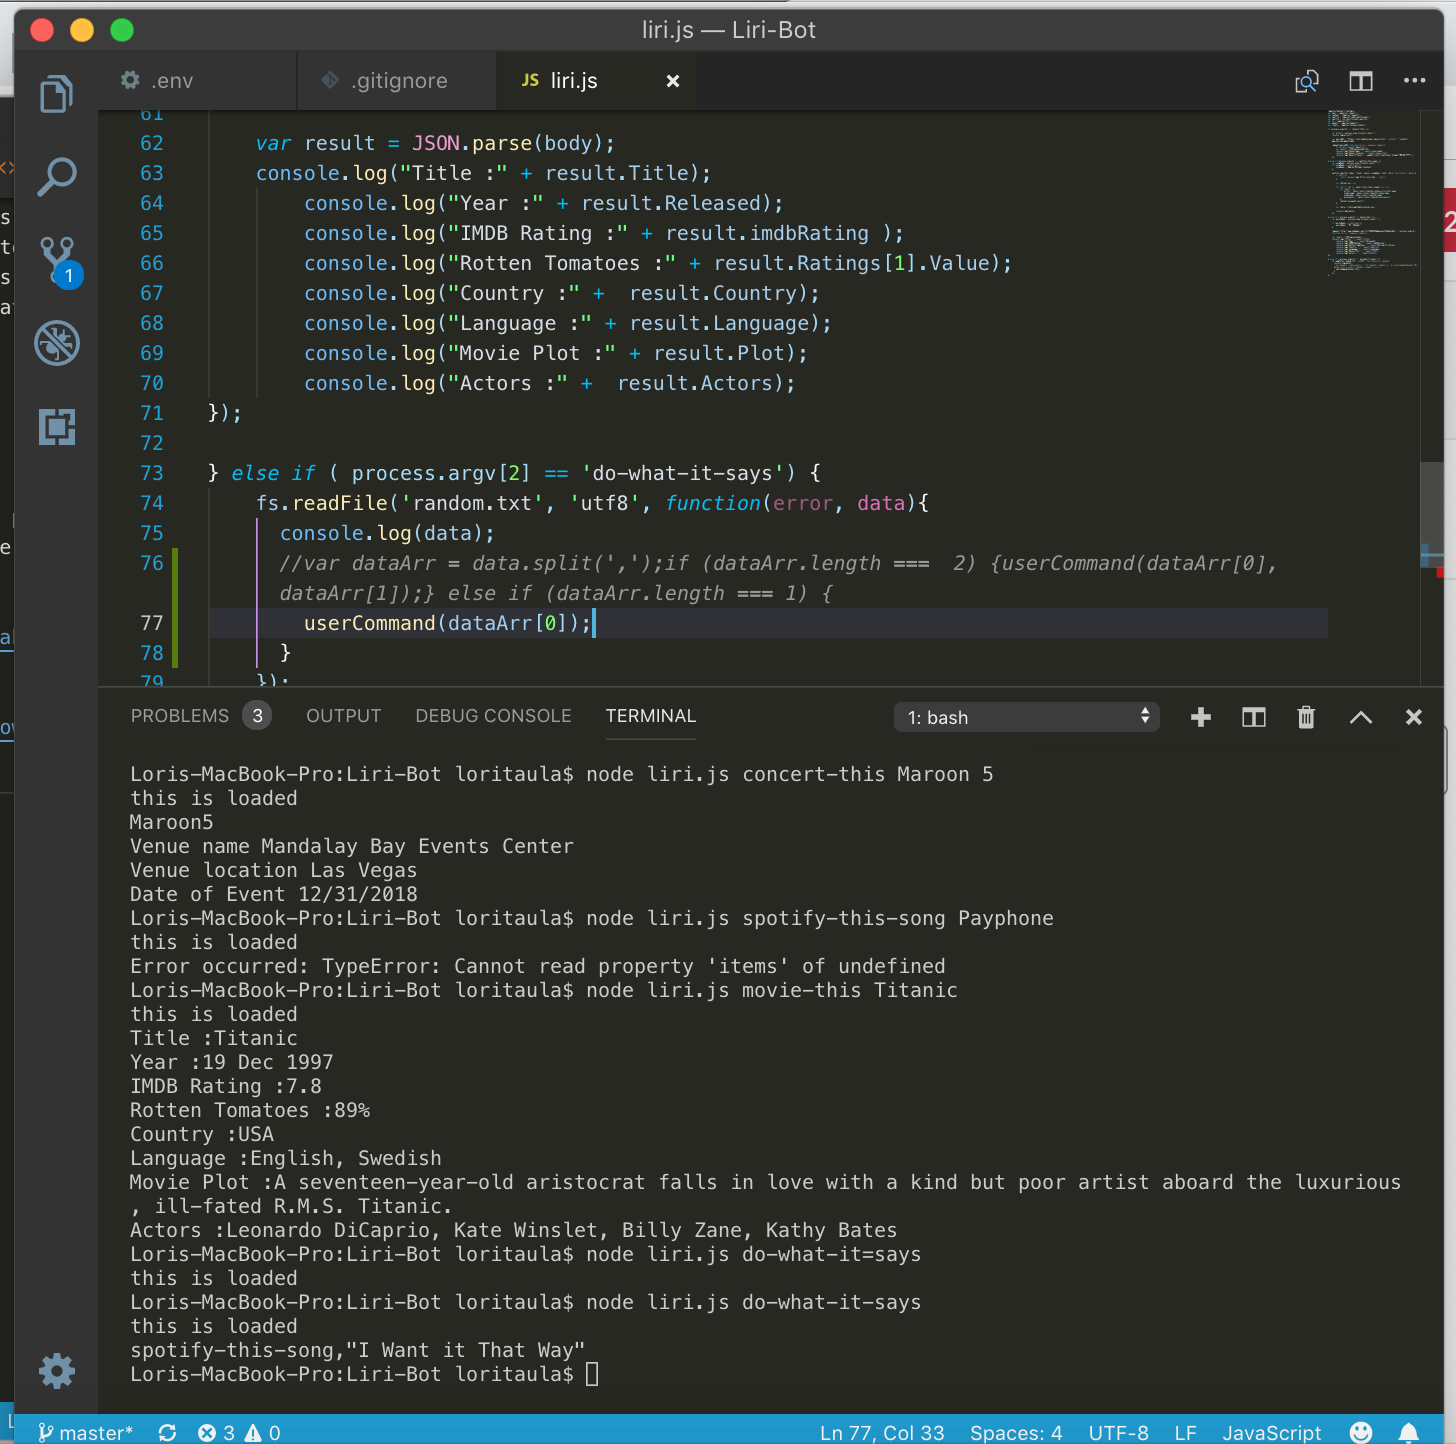 liri.js — Liri-Bot
.env
.gitignore
JS liri.js
61
62 var result = JSON.parse(body);
63 console.log("Title :" + result.Title);
64 console.log("Year :" + result.Released);
65 console.log("IMDB Rating :" + result.imdbRating );
66 console.log("Rotten Tomatoes :" + result.Ratings[1].Value);
67 console.log("Country :" +  result.Country);
68 console.log("Language :" + result.Language);
69 console.log("Movie Plot :" + result.Plot);
70 console.log("Actors :" +  result.Actors);
71 });
72
73 } else if ( process.argv[2] == 'do-what-it-says') {
74 fs.readFile('random.txt', 'utf8', function(error, data){
75 console.log(data);
76 //var dataArr = data.split(',');if (dataArr.length ===  2) {userCommand(dataArr[0],
dataArr[1]);} else if (dataArr.length === 1) {
77 userCommand(dataArr[0]);
78 }
79 });
1
PROBLEMS 3 OUTPUT DEBUG CONSOLE TERMINAL
1: bash
Loris-MacBook-Pro:Liri-Bot loritaula$ node liri.js concert-this Maroon 5
this is loaded
Maroon5
Venue name Mandalay Bay Events Center
Venue location Las Vegas
Date of Event 12/31/2018
Loris-MacBook-Pro:Liri-Bot loritaula$ node liri.js spotify-this-song Payphone
this is loaded
Error occurred: TypeError: Cannot read property 'items' of undefined
Loris-MacBook-Pro:Liri-Bot loritaula$ node liri.js movie-this Titanic
this is loaded
Title :Titanic
Year :19 Dec 1997
IMDB Rating :7.8
Rotten Tomatoes :89%
Country :USA
Language :English, Swedish
Movie Plot :A seventeen-year-old aristocrat falls in love with a kind but poor artist aboard the luxurious
, ill-fated R.M.S. Titanic.
Actors :Leonardo DiCaprio, Kate Winslet, Billy Zane, Kathy Bates
Loris-MacBook-Pro:Liri-Bot loritaula$ node liri.js do-what-it=says
this is loaded
Loris-MacBook-Pro:Liri-Bot loritaula$ node liri.js do-what-it-says
this is loaded
spotify-this-song,"I Want it That Way"
Loris-MacBook-Pro:Liri-Bot loritaula$
master* 3 0 Ln 77, Col 33 Spaces: 4 UTF-8 LF JavaScript